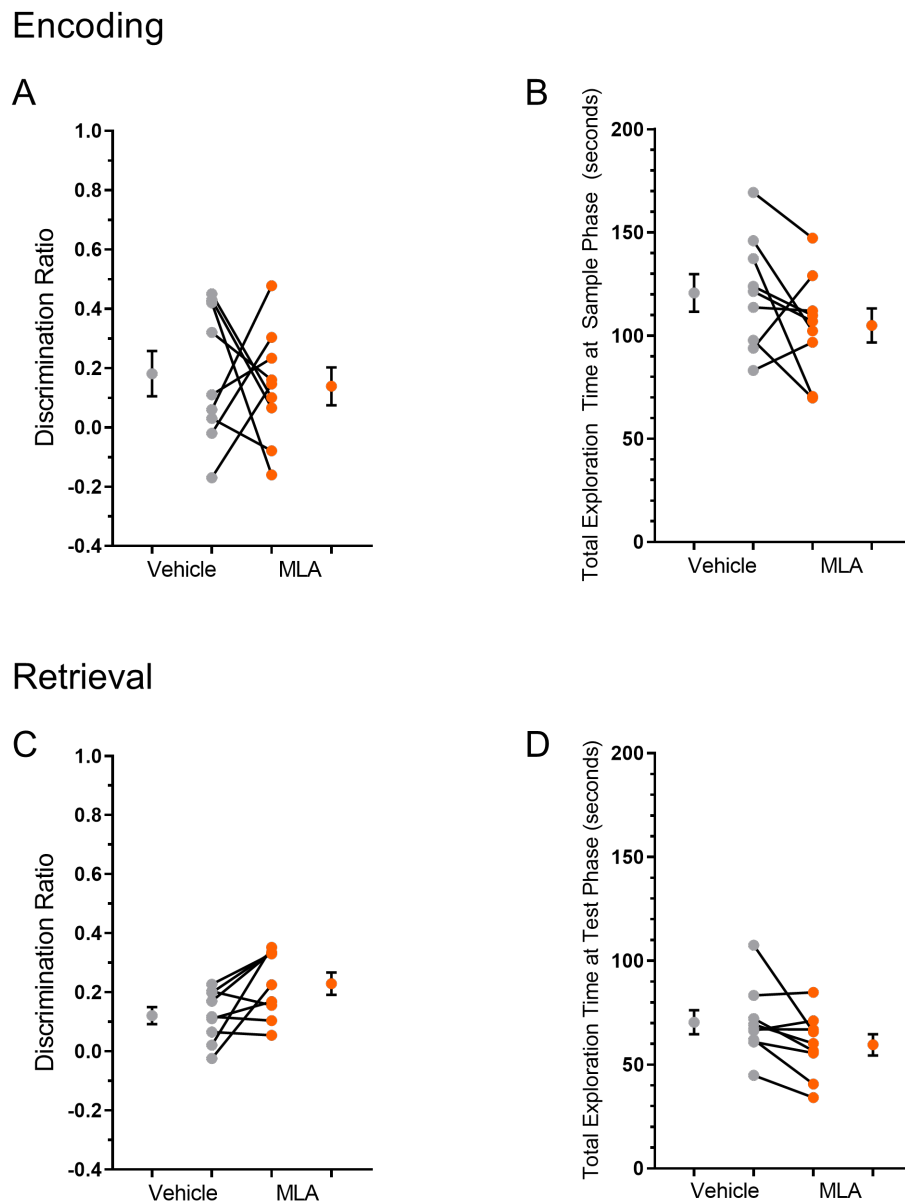 Encoding
A
Discrimination Ratio
1.0
0.8
0.6
0.4
0.2
0.0
-0.2
-0.4
Vehicle MLA
B
Total Exploration Time at Sample Phase (seconds)
200
150
100
50
0
Vehicle MLA
Retrieval
C
Discrimination Ratio
1.0
0.8
0.6
0.4
0.2
0.0
-0.2
-0.4
Vehicle MLA
D
Total Exploration Time at Test Phase (seconds)
200
150
100
50
0
Vehicle MLA